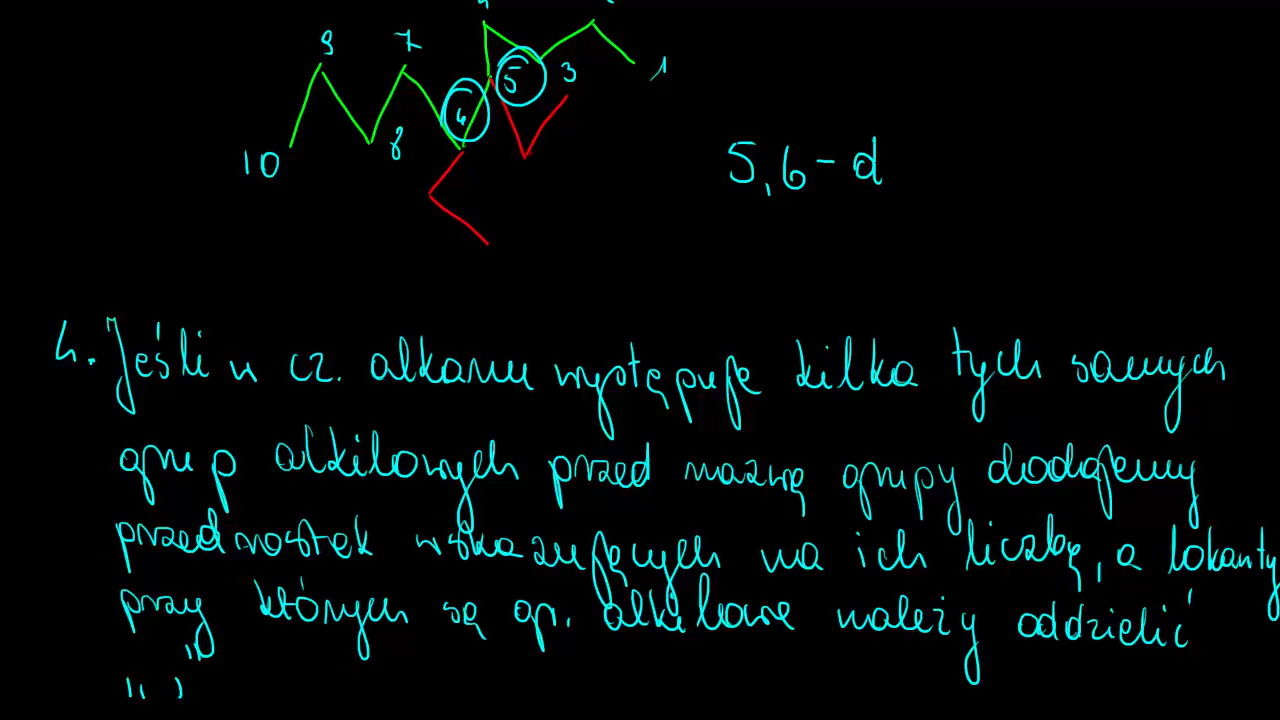 9 7
6 5 3 1
10 8 5,6-d
4. Jeśli w cz. alkanu występuje kilka tych samych
grup alkilowych przed nazwą grupy dodajemy
przedrostek wskazujących na ich liczbę, a lokanty
przy których są gr. alkilowe należy oddzielić
","